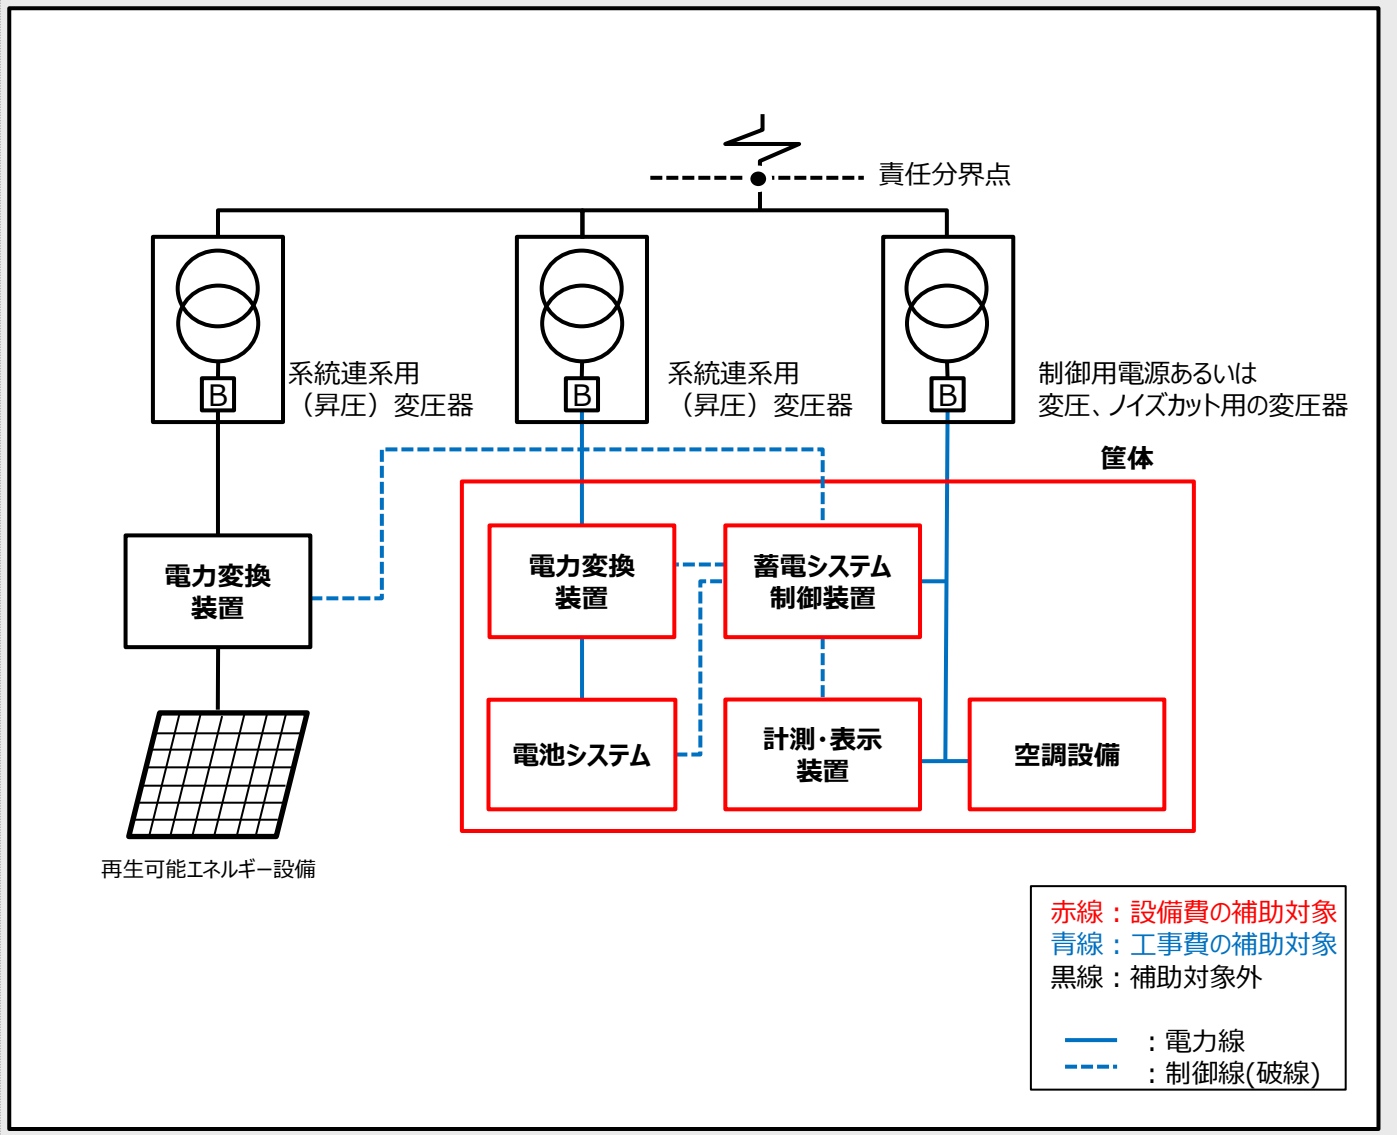 責任分界点
系統連系用
（昇圧）変圧器
系統連系用
（昇圧）変圧器
制御用電源あるいは
変圧、ノイズカット用の変圧器
B
B
B
筐体
電力変換
装置
電力変換
装置
蓄電システム
制御装置
電池システム
計測・表示
装置
空調設備
再生可能エネルギー設備
赤線：設備費の補助対象
青線：工事費の補助対象
黒線：補助対象外
：電力線
：制御線(破線)